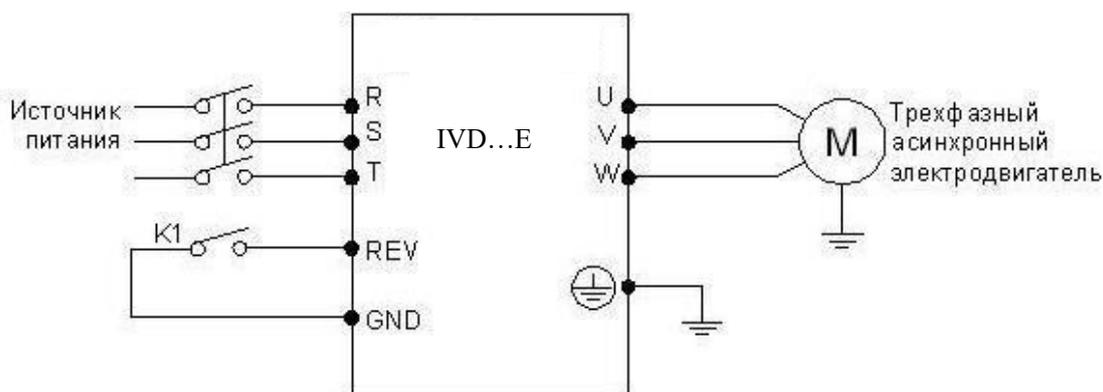 Источник
питания
R
S
T
IVD...E
U
V
W
M
Трехфазный
асинхронный
электродвигатель
K1
REV
GND